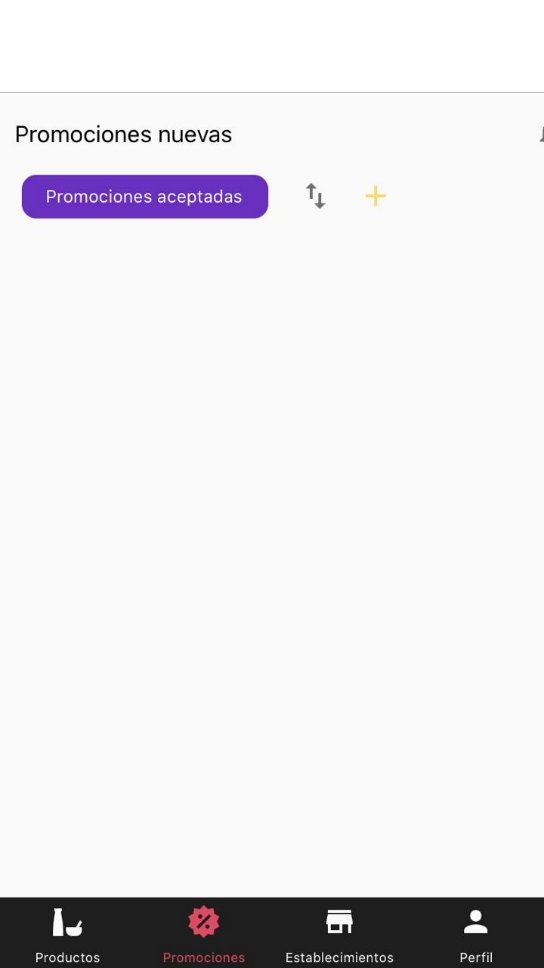 Promociones nuevas
Promociones aceptadas
Productos
Promociones
Establecimientos
Perfil